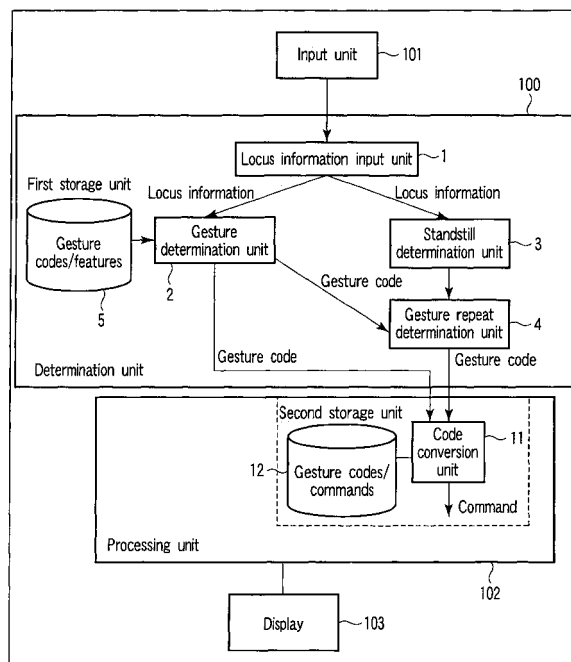 Input unit
101
100
Locus information input unit
1
First storage unit
Locus information
Locus information
Gesture codes/features
5
Gesture determination unit
2
Standstill determination unit
3
Gesture code
Gesture repeat determination unit
4
Gesture code
Gesture code
Determination unit
Second storage unit
12
Gesture codes/
commands
Code conversion unit
11
Command
Processing unit
102
Display
103